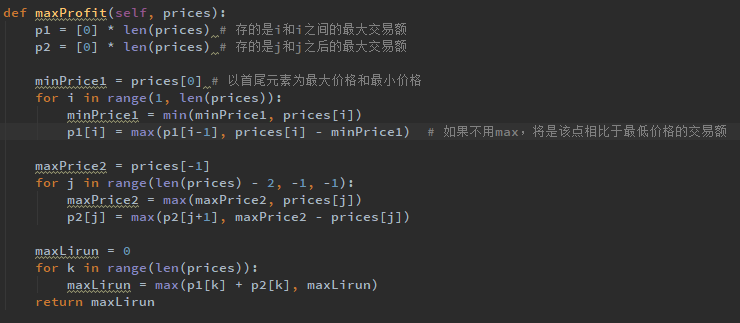 def maxProfit(self, prices):
    p1 = [0] * len(prices) # 存的是i和i之间的最大交易额
    p2 = [0] * len(prices) # 存的是j和j之后的最大交易额

    minPrice1 = prices[0] # 以首尾元素为最大价格和最小价格
    for i in range(1, len(prices)):
        minPrice1 = min(minPrice1, prices[i])
        p1[i] = max(p1[i-1], prices[i] - minPrice1)  # 如果不用max，将是该点相比于最低价格的交易额

    maxPrice2 = prices[-1]
    for j in range(len(prices) - 2, -1, -1):
        maxPrice2 = max(maxPrice2, prices[j])
        p2[j] = max(p2[j+1], maxPrice2 - prices[j])

    maxLirun = 0
    for k in range(len(prices)):
        maxLirun = max(p1[k] + p2[k], maxLirun)
    return maxLirun